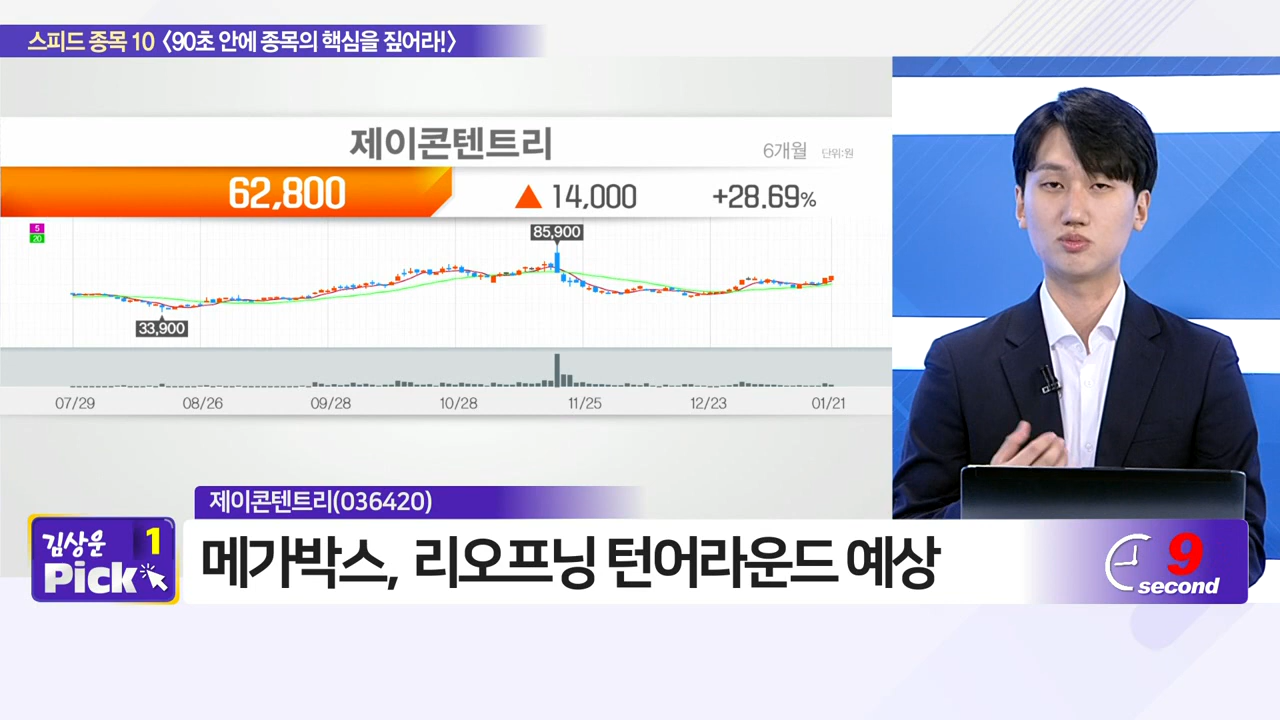 스피드 종목 10 <90초 안에 종목의 핵심을 짚어라!>
제이콘텐트리
6개월 단위:원
62,800 ▲ 14,000 +28.69%
5
20
85,900
33,900
07/29 08/26 09/28 10/28 11/25 12/23 01/21
제이콘텐트리(036420)
김상운 1
Pick
메가박스, 리오프닝 턴어라운드 예상
9
second